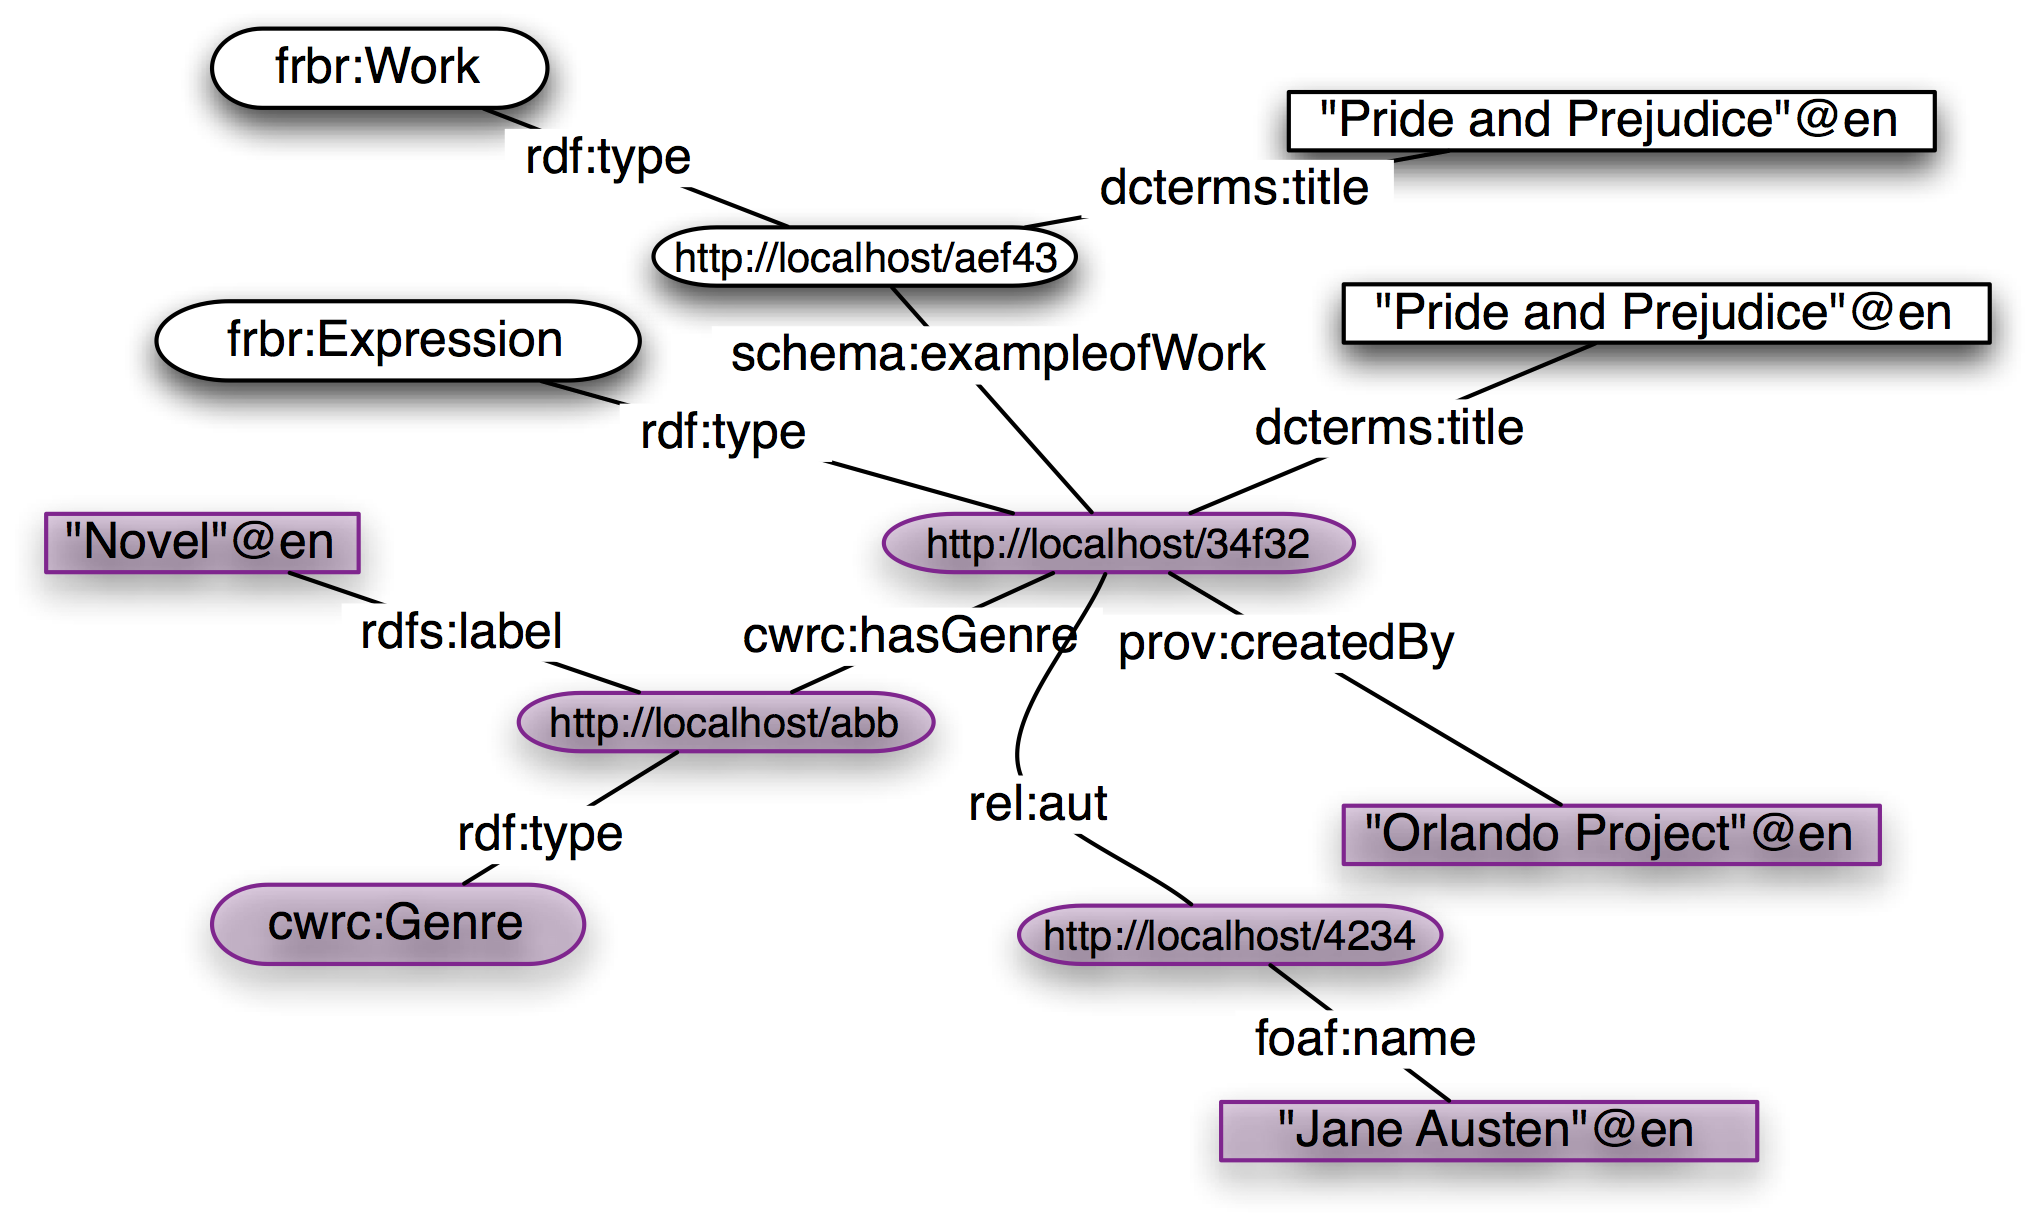 frbr:Work
"Pride and Prejudice"@en
rdf:type
dcterms:title
http://localhost/aef43
"Pride and Prejudice"@en
frbr:Expression
schema:exampleofWork
rdf:type
dcterms:title
"Novel"@en
http://localhost/34f32
rdfs:label
cwrc:hasGenre
prov:createdBy
http://localhost/abb
rel:aut
rdf:type
"Orlando Project"@en
cwrc:Genre
http://localhost/4234
foaf:name
"Jane Austen"@en